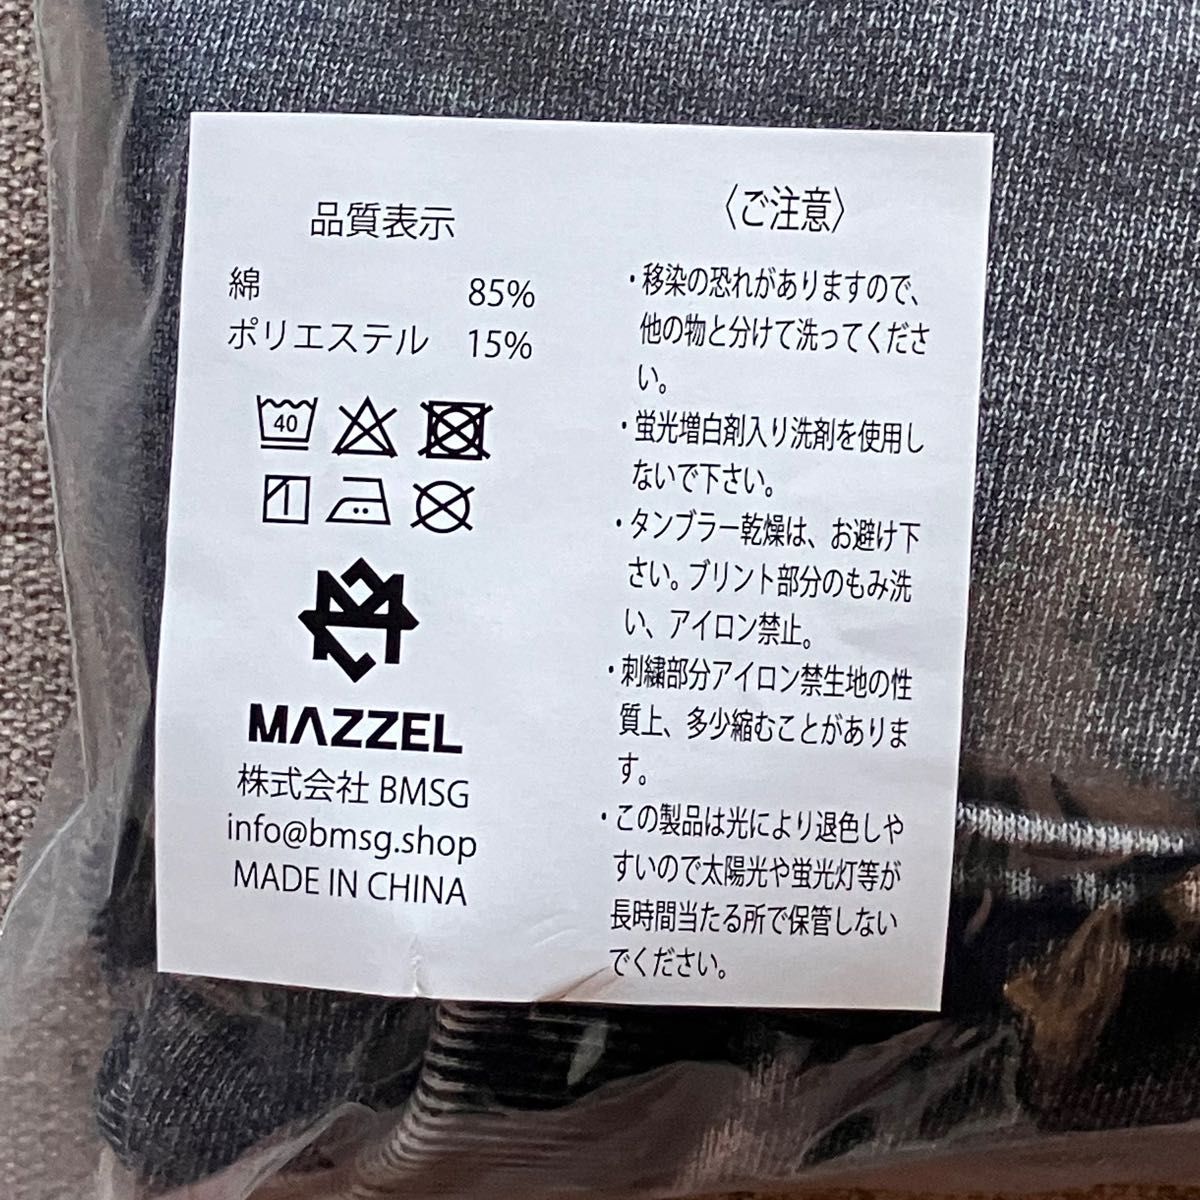 品質表示
綿 85%
ポリエステル 15%
40
MAZZEL
株式会社 BMSG
info@bmsg.shop
MADE IN CHINA
〈ご注意〉
・移染の恐れがありますので、
他の物と分けて洗ってくださ
い。
・蛍光増白剤入り洗剤を使用し
ないで下さい。
・タンブラー乾燥は、お避け下
さい。プリント部分のもみ洗
い、アイロン禁止。
・刺繍部分アイロン禁生地の性
質上、多少縮むことがありま
す。
・この製品は光により退色しや
すいので太陽光や蛍光灯等が
長時間当たる所で保管しない
でください。